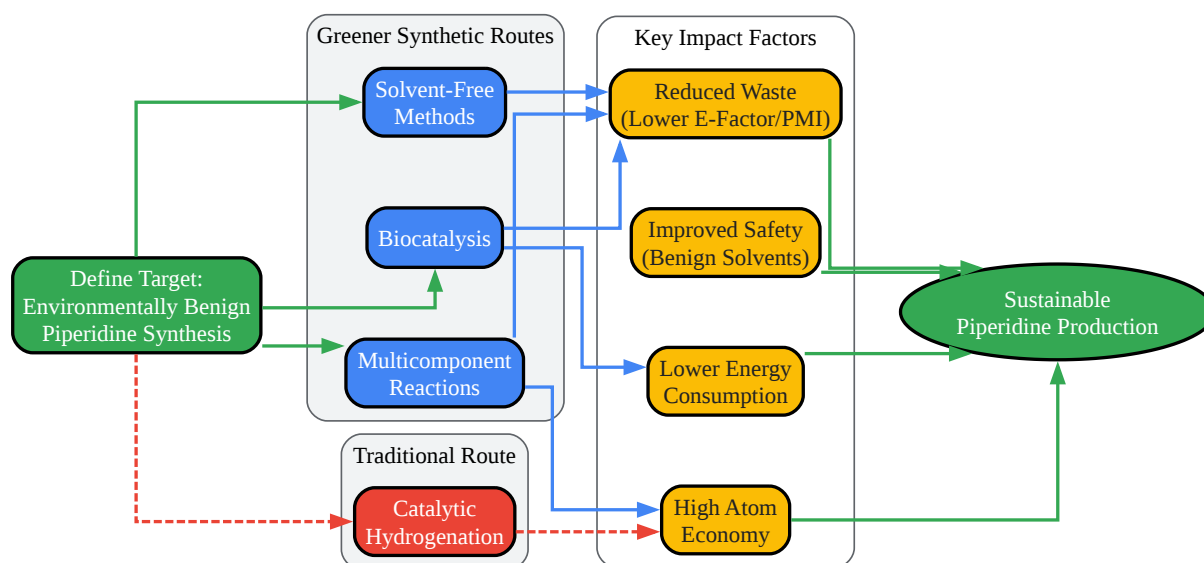 Greener Synthetic Routes
Key Impact Factors
Solvent-Free
Methods
Reduced Waste
(Lower E-Factor/PMI)
Biocatalysis
Improved Safety
(Benign Solvents)
Define Target:
Environmentally Benign
Piperidine Synthesis
Sustainable
Piperidine Production
Multicomponent
Reactions
Lower Energy
Consumption
Traditional Route
Catalytic
Hydrogenation
High Atom
Economy